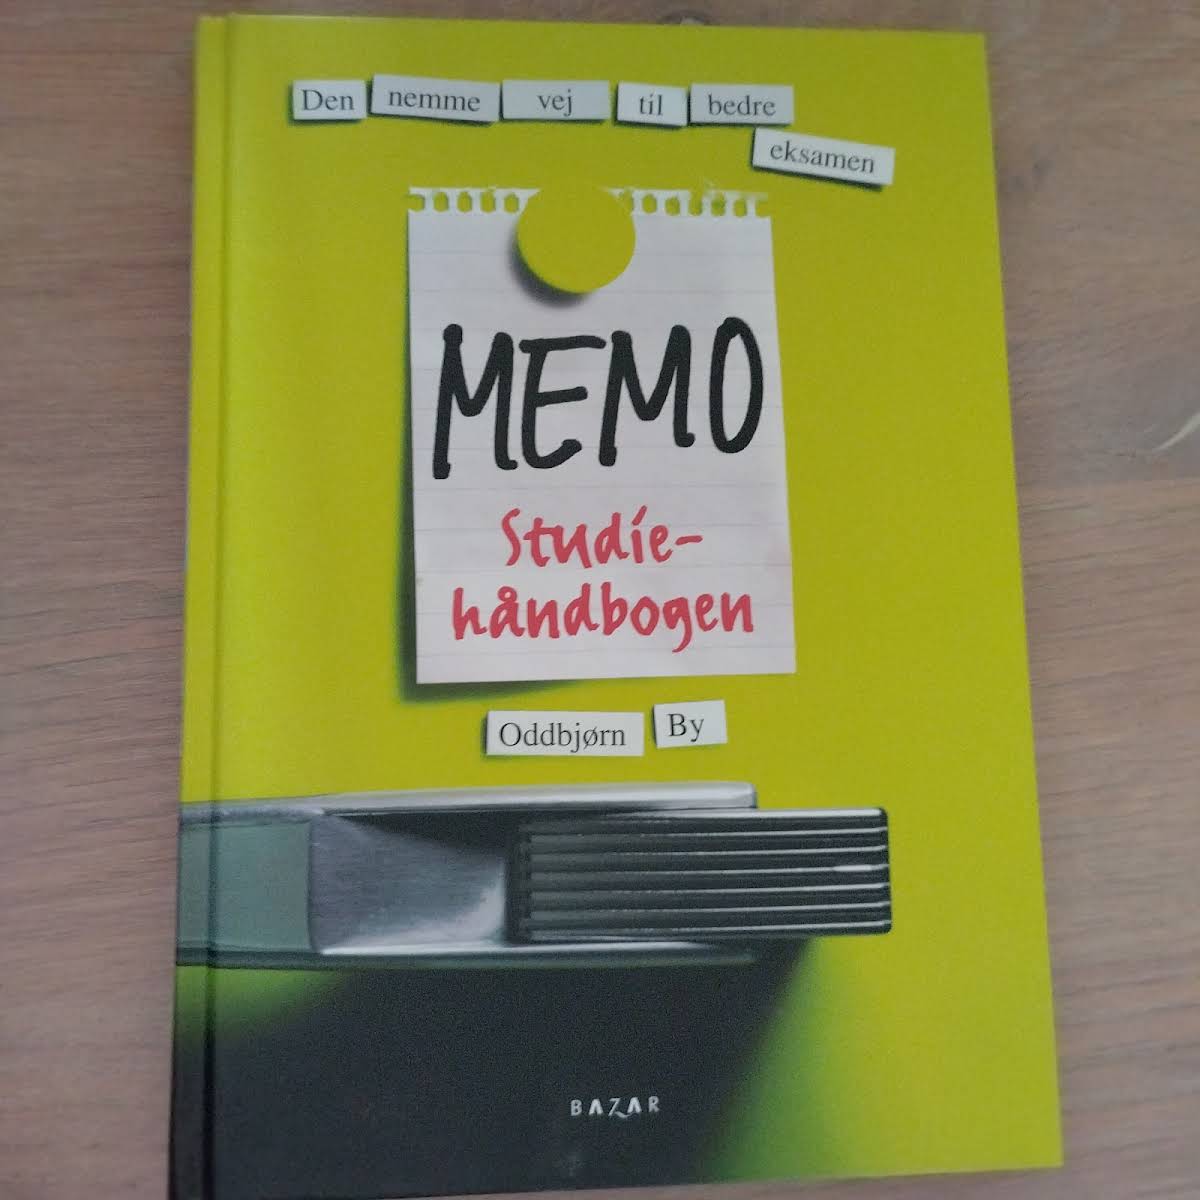 Den nemme vej til bedre
eksamen
MEMO
Studie-
håndbogen
Oddbjørn By
BAZAR